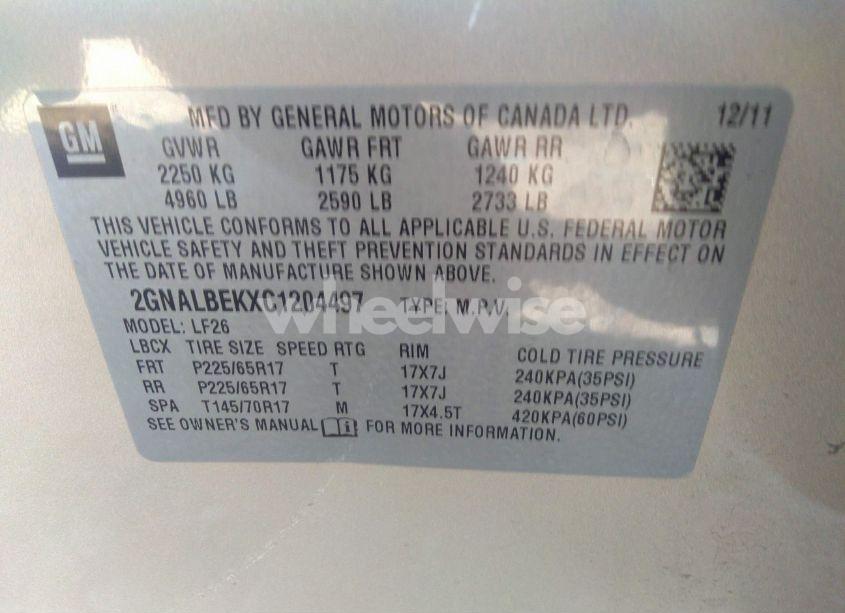 GM
MFD BY GENERAL MOTORS OF CANADA LTD. 12/11
GVWR GAWR FRT GAWR RR
2250 KG 1175 KG 1240 KG
4960 LB 2590 LB 2733 LB
THIS VEHICLE CONFORMS TO ALL APPLICABLE U.S. FEDERAL MOTOR
VEHICLE SAFETY AND THEFT PREVENTION STANDARDS IN EFFECT ON
THE DATE OF MANUFACTURE SHOWN ABOVE.
2GNALBEKXC1204497 TYPE: M.P.V.
wheelwise
MODEL: LF26
LBCX TIRE SIZE SPEED RTG RIM COLD TIRE PRESSURE
FRT P225/65R17 T 17X7J 240KPA(35PSI)
RR P225/65R17 T 17X7J 240KPA(35PSI)
SPA T145/70R17 M 17X4.5T 420KPA(60PSI)
SEE OWNER'S MANUAL i FOR MORE INFORMATION.